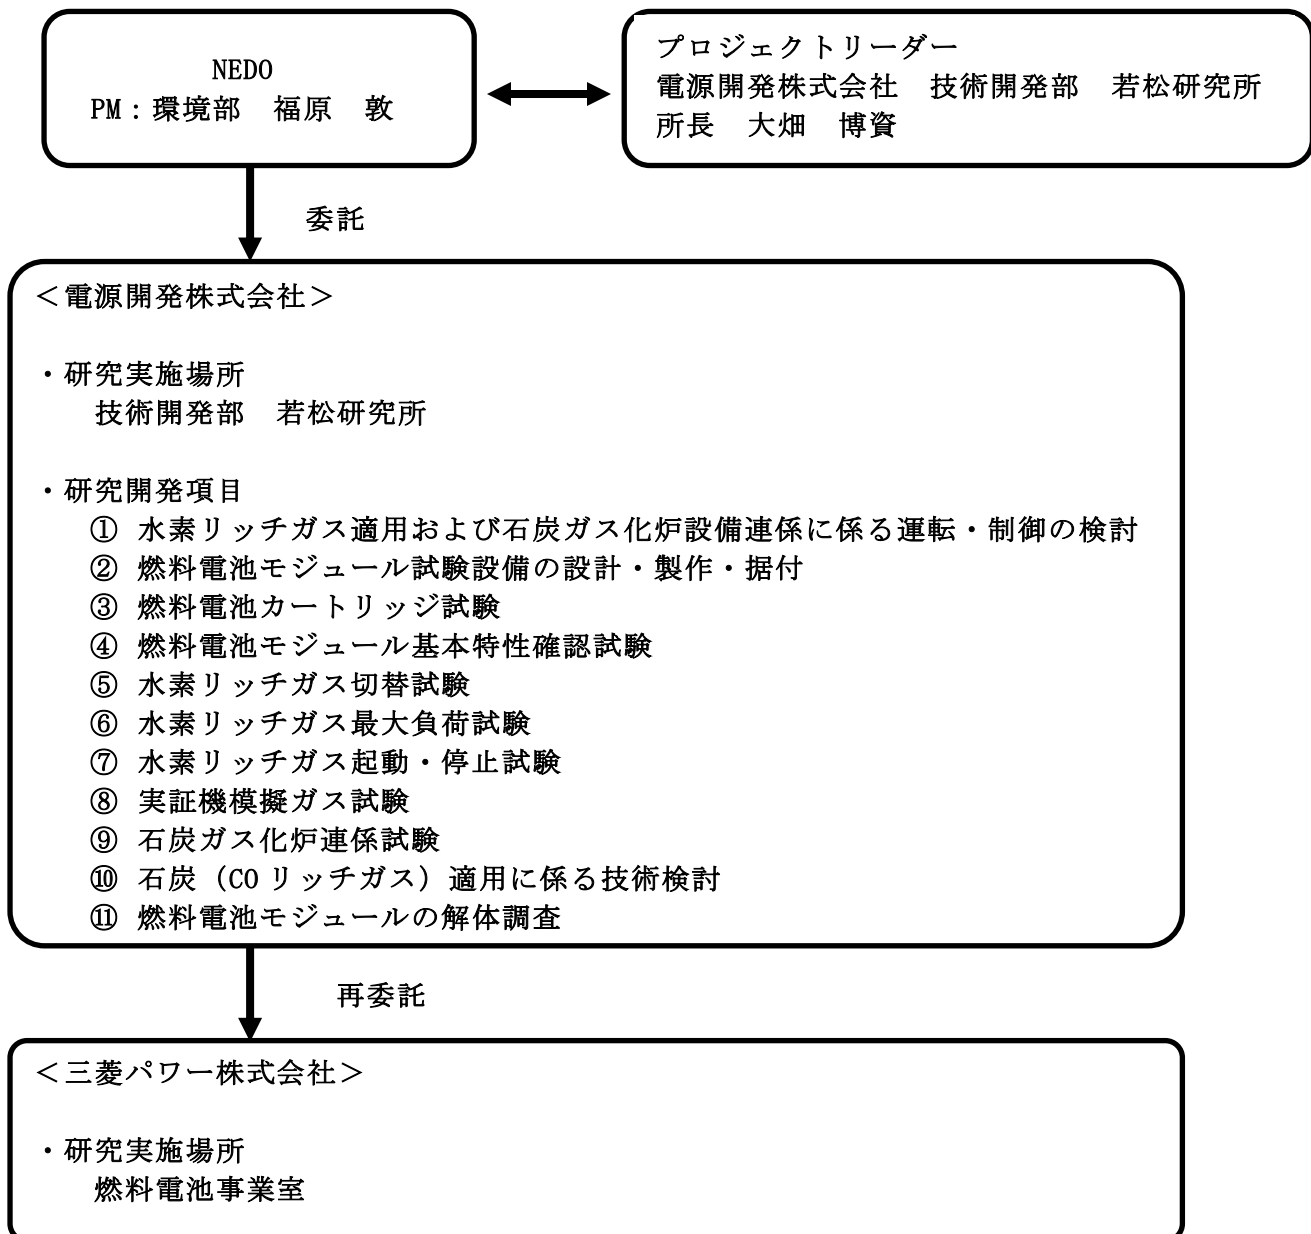 NEDO
PM：環境部　福原　敦
プロジェクトリーダー
電源開発株式会社　技術開発部　若松研究所
所長　大畑　博資
委託
＜電源開発株式会社＞
・研究実施場所
技術開発部　若松研究所
・研究開発項目
① 水素リッチガス適用および石炭ガス化炉設備連係に係る運転・制御の検討
② 燃料電池モジュール試験設備の設計・製作・据付
③ 燃料電池カートリッジ試験
④ 燃料電池モジュール基本特性確認試験
⑤ 水素リッチガス切替試験
⑥ 水素リッチガス最大負荷試験
⑦ 水素リッチガス起動・停止試験
⑧ 実証機模擬ガス試験
⑨ 石炭ガス化炉連係試験
⑩ 石炭（CO リッチガス）適用に係る技術検討
⑪ 燃料電池モジュールの解体調査
再委託
＜三菱パワー株式会社＞
・研究実施場所
燃料電池事業室